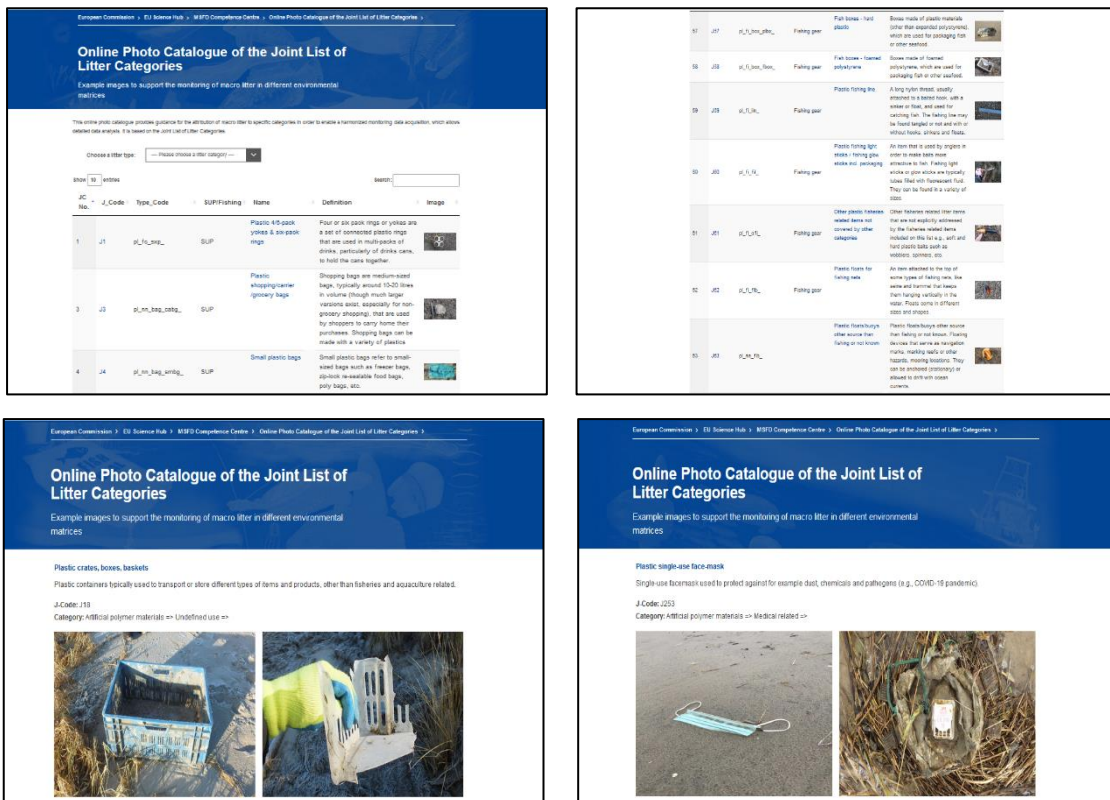 European Commission > EU Science Hub > MSFD Competence Centre > Online Photo Catalogue of the Joint List of Litter Categories >
Online Photo Catalogue of the Joint List of
Litter Categories
Example images to support the monitoring of macro litter in different environmental
matrices
This online photo catalogue provides guidance for the attribution of macro litter to specific categories in order to enable a harmonized monitoring data acquisition, which allows
detailed data analysis. It is based on the Joint List of Litter Categories.
Choose a litter type: --- Please choose a litter category ---
Show 10 entries Search:
JC No. J_Code Type_Code SUP/Fishing Name Definition Image
1 J1 SUP
Plastic 4/6-pack
yokes & six-pack
rings
Four or six pack rings or yokes are
a set of connected plastic rings
that are used in multi-packs of
drinks, particularly of drinks cans,
to hold the cans together.
3 J3 pl_nn_bag_cabg_ SUP
Plastic
shopping/carrier
/grocery bags
Shopping bags are medium-sized
bags, typically around 10-20 litres
in volume (though much larger
versions exist, especially for non-
grocery shopping), that are used
by shoppers to carry home their
purchases. Shopping bags can be
made with a variety of plastics
4 J4 pl_nn_bag_smbg_ SUP
Small plastic bags
Small plastic bags refer to small-
sized bags such as freezer bags,
zip-lock re-sealable food bags,
poly bags, etc.
57 J57 Fishing gear
Fish boxes - hard
plastic
Boxes made of plastic materials
(other than expanded polystyrene),
which are used for packaging fish
or other seafood.
58 J58 Fishing gear
Fish boxes - foamed
polystyrene
Boxes made of foamed
polystyrene, which are used for
packaging fish or other seafood.
59 J59 Fishing gear
Plastic fishing line
A long nylon thread, usually
attached to a baited hook, with a
sinker or float, and used for
catching fish. The fishing line may
be found tangled or not and with or
without hooks, sinkers and floats.
60 J60 Fishing gear
Plastic fishing light
sticks / fishing glow
sticks incl. packaging
An item that is used by anglers in
order to make baits more
attractive to fish. Fishing light
sticks or glow sticks are typically
tubes filled with fluorescent fluid.
They can be found in a variety of
sizes.
61 J61 Fishing gear
Other plastic fisheries
related items not
covered by other
categories
Other fisheries related litter items
that are not explicitly addressed
by the fisheries related items
included on this list e.g., soft and
hard plastic baits such as
wobblers, spinners, etc.
62 J62 Fishing gear
Plastic floats for
fishing nets
An item attached to the top of
some types of fishing nets, like
seine and trammel that keeps
them hanging vertically in the
water. Floats come in different
sizes and shapes.
63 J63
Plastic floats/buoys
other source than
fishing or not known
Plastic floats/buoys other source
than fishing or not known. Floating
devices that serve as navigation
marks, marking reefs or other
hazards, mooring locations. They
can be anchored (stationary) or
allowed to drift with ocean
currents.
European Commission > EU Science Hub > MSFD Competence Centre > Online Photo Catalogue of the Joint List of Litter Categories >
Online Photo Catalogue of the Joint List of
Litter Categories
Example images to support the monitoring of macro litter in different environmental
matrices
Plastic crates, boxes, baskets
Plastic containers typically used to transport or store different types of items and products, other than fisheries and aquaculture related.
J-Code: J18
Category: Artificial polymer materials => Undefined use =>
European Commission > EU Science Hub > MSFD Competence Centre > Online Photo Catalogue of the Joint List of Litter Categories >
Online Photo Catalogue of the Joint List of
Litter Categories
Example images to support the monitoring of macro litter in different environmental
matrices
Plastic single-use face-mask
Single-use facemask used to protect against for example dust, chemicals and pathogens (e.g., COVID-19 pandemic)
J-Code: J253
Category: Artificial polymer materials => Medical related =>